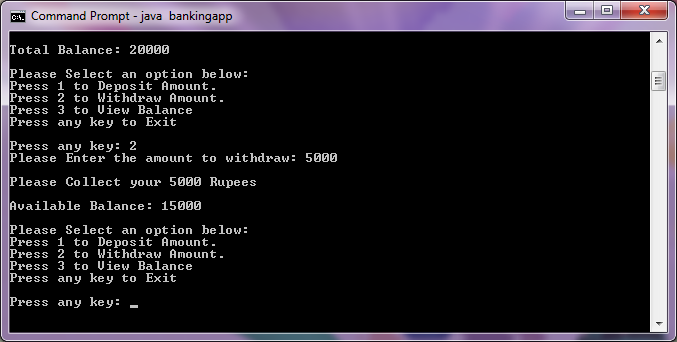 Command Prompt - java  bankingapp
Total Balance: 20000
Please Select an option below:
Press 1 to Deposit Amount.
Press 2 to Withdraw Amount.
Press 3 to View Balance
Press any key to Exit
Press any key: 2
Please Enter the amount to withdraw: 5000
Please Collect your 5000 Rupees
Available Balance: 15000
Please Select an option below:
Press 1 to Deposit Amount.
Press 2 to Withdraw Amount.
Press 3 to View Balance
Press any key to Exit
Press any key: _